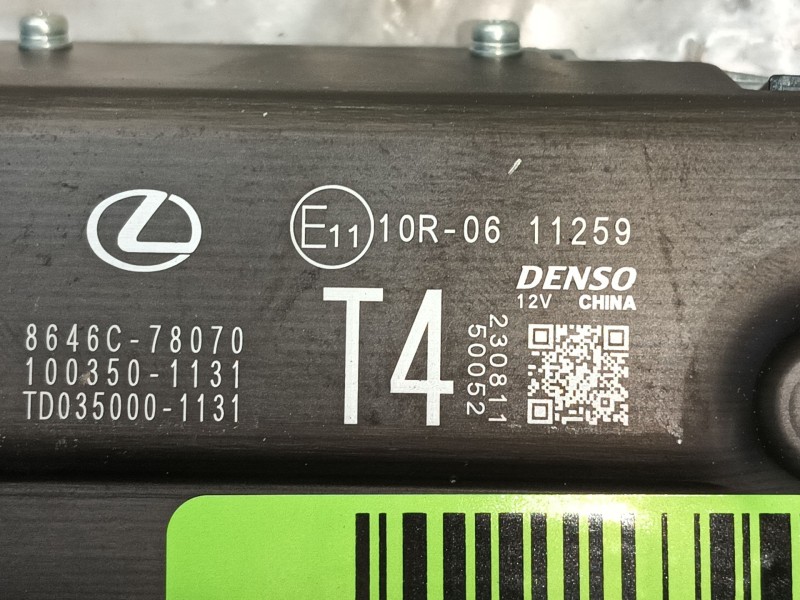 E11 10R-06 11259
DENSO
12V CHINA
8646C-78070
100350-1131
TD035000-1131
T4
230811
50052